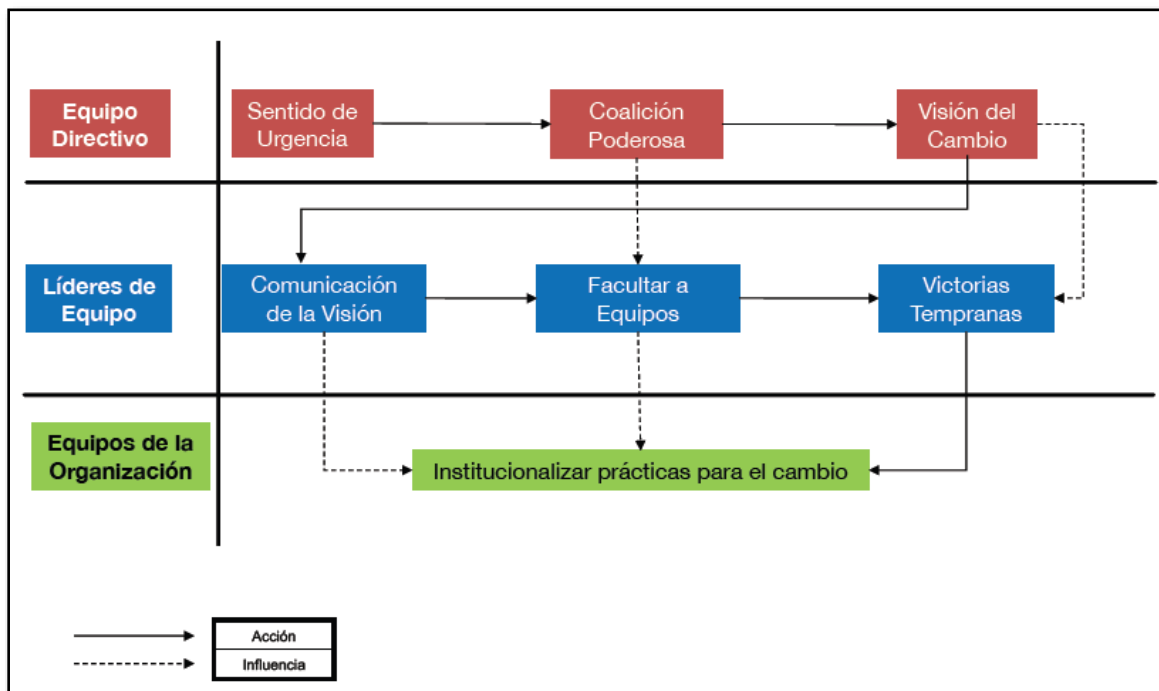 Equipo
Directivo
Sentido de
Urgencia
Coalición
Poderosa
Visión del
Cambio
Líderes de
Equipo
Comunicación
de la Visión
Facultar a
Equipos
Victorias
Tempranas
Equipos de la
Organización
Institucionalizar prácticas para el cambio
Acción
Influencia